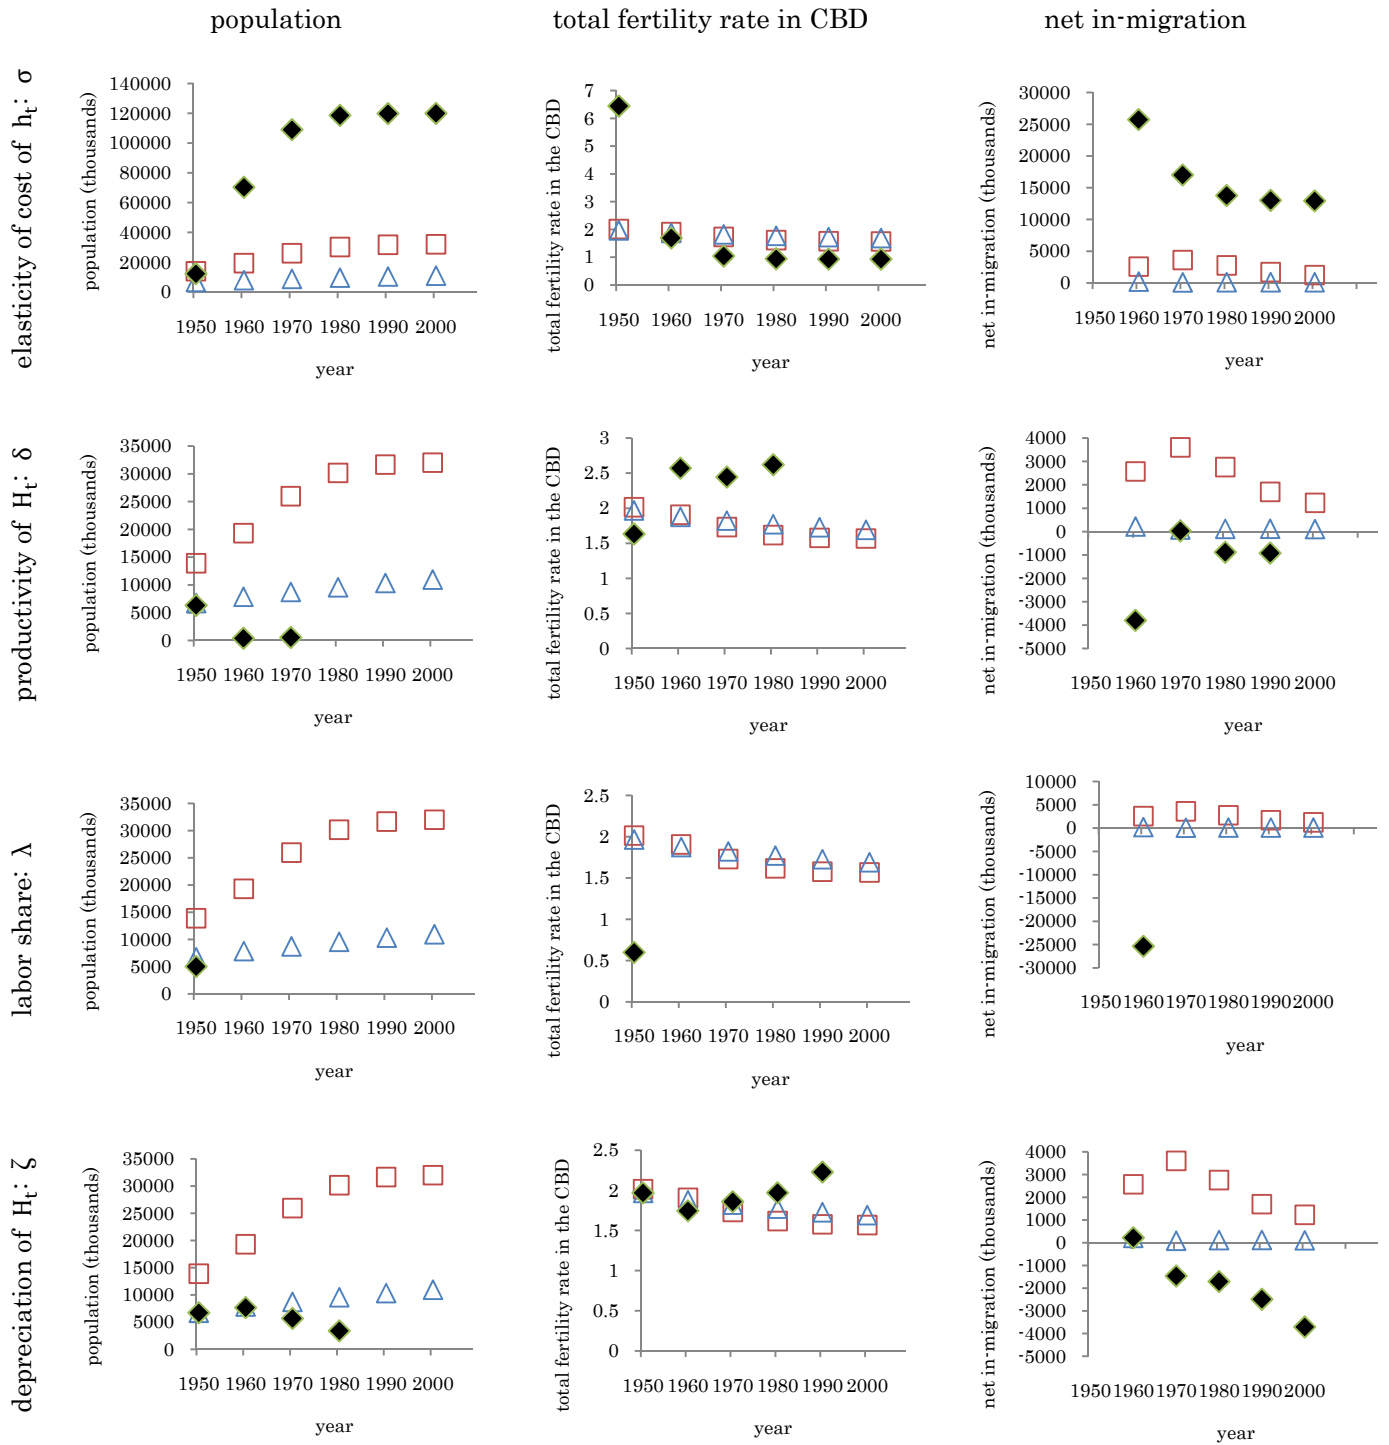 population
total fertility rate in CBD
net in-migration
elasticity of cost of hₜ: σ
population (thousands)
140000
120000
100000
80000
60000
40000
20000
0
1950 1960 1970 1980 1990 2000
year
total fertility rate in the CBD
7
6
5
4
3
2
1
0
1950 1960 1970 1980 1990 2000
year
net in-migration (thousands)
30000
25000
20000
15000
10000
5000
0
1950 1960 1970 1980 1990 2000
year
productivity of Hₜ: δ
population (thousands)
35000
30000
25000
20000
15000
10000
5000
0
1950 1960 1970 1980 1990 2000
year
total fertility rate in the CBD
3
2.5
2
1.5
1
0.5
0
1950 1960 1970 1980 1990 2000
year
net in-migration (thousands)
4000
3000
2000
1000
0
-1000
-2000
-3000
-4000
-5000
1950 1960 1970 1980 1990 2000
year
labor share: λ
population (thousands)
35000
30000
25000
20000
15000
10000
5000
0
1950 1960 1970 1980 1990 2000
year
total fertility rate in the CBD
2.5
2
1.5
1
0.5
0
1950 1960 1970 1980 1990 2000
year
net in-migration (thousands)
10000
5000
0
-5000
-10000
-15000
-20000
-25000
-30000
1950 1960 1970 1980 1990 2000
year
depreciation of Hₜ: ζ
population (thousands)
35000
30000
25000
20000
15000
10000
5000
0
1950 1960 1970 1980 1990 2000
year
total fertility rate in the CBD
2.5
2
1.5
1
0.5
0
1950 1960 1970 1980 1990 2000
year
net in-migration (thousands)
4000
3000
2000
1000
0
-1000
-2000
-3000
-4000
-5000
1950 1960 1970 1980 1990 2000
year